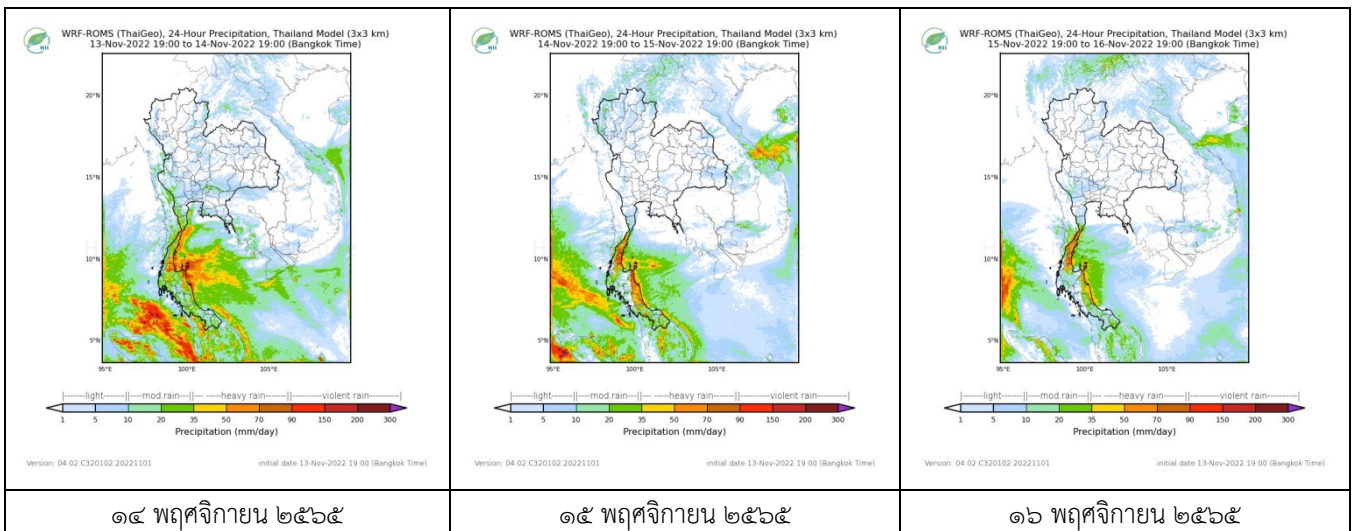 WRF-ROMS (ThaiGeo), 24-Hour Precipitation, Thailand Model (3x3 km)
13-Nov-2022 19:00 to 14-Nov-2022 19:00 (Bangkok Time)
HII
20°N
15°N
10°N
5°N
95°E 100°E 105°E
|------light------||---mod rain---||--- heavy rain ------||------violent rain------|
1 5 10 20 35 50 70 90 150 200 300
Precipitation (mm/day)
Version: 04.02.C320102.20221101 initial date 13-Nov-2022 19:00 (Bangkok Time)
๑๔ พฤศจิกายน ๒๕๖๕
WRF-ROMS (ThaiGeo), 24-Hour Precipitation, Thailand Model (3x3 km)
14-Nov-2022 19:00 to 15-Nov-2022 19:00 (Bangkok Time)
HII
20°N
15°N
10°N
5°N
95°E 100°E 105°E
|------light------||---mod rain---||--- heavy rain ------||------violent rain------|
1 5 10 20 35 50 70 90 150 200 300
Precipitation (mm/day)
Version: 04.02.C320102.20221101 initial date 13-Nov-2022 19:00 (Bangkok Time)
๑๕ พฤศจิกายน ๒๕๖๕
WRF-ROMS (ThaiGeo), 24-Hour Precipitation, Thailand Model (3x3 km)
15-Nov-2022 19:00 to 16-Nov-2022 19:00 (Bangkok Time)
HII
20°N
15°N
10°N
5°N
95°E 100°E 105°E
|------light------||---mod rain---||--- heavy rain ------||------violent rain------|
1 5 10 20 35 50 70 90 150 200 300
Precipitation (mm/day)
Version: 04.02.C320102.20221101 initial date 13-Nov-2022 19:00 (Bangkok Time)
๑๖ พฤศจิกายน ๒๕๖๕